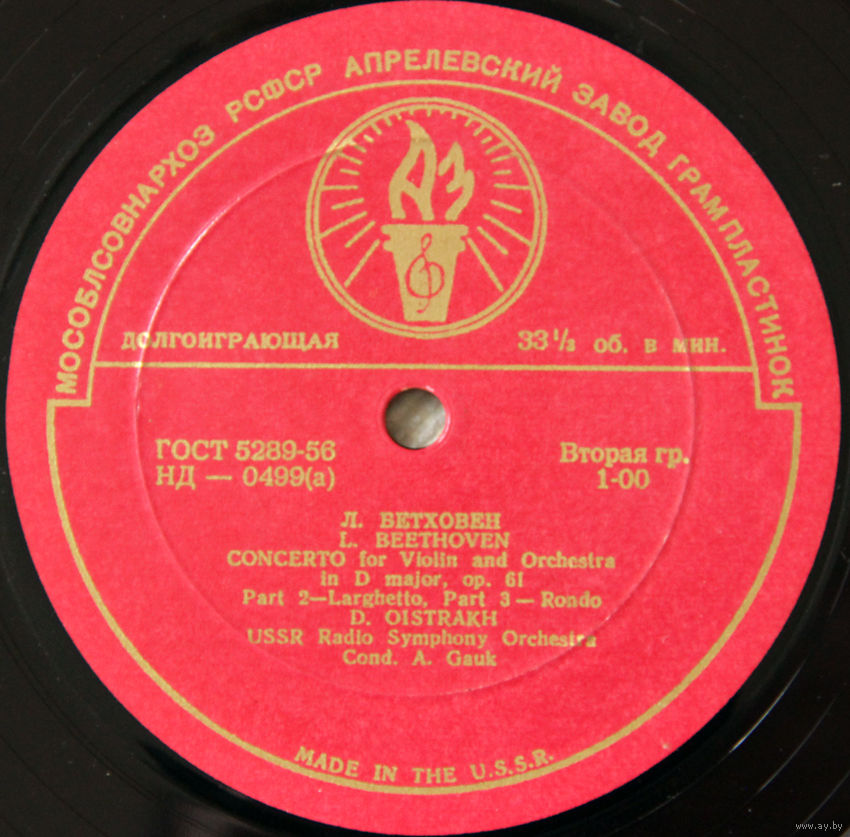 МОСОБЛСОВНАРХОЗ РСФСР АПРЕЛЕВСКИЙ ЗАВОД ГРАМПЛАСТИНОК
АЗ
ДОЛГОИГРАЮЩАЯ 33 1/3 об. в мин.
ГОСТ 5289-56 Вторая гр.
НД — 0499(а) 1-00
Л. БЕТХОВЕН
L. BEETHOVEN
CONCERTO for Violin and Orchestra
in D major, op. 61
Part 2—Larghetto, Part 3 — Rondo
D. OISTRAKH
USSR Radio Symphony Orchestra
Cond. A. Gauk
MADE IN THE U.S.S.R.
www.ay.by